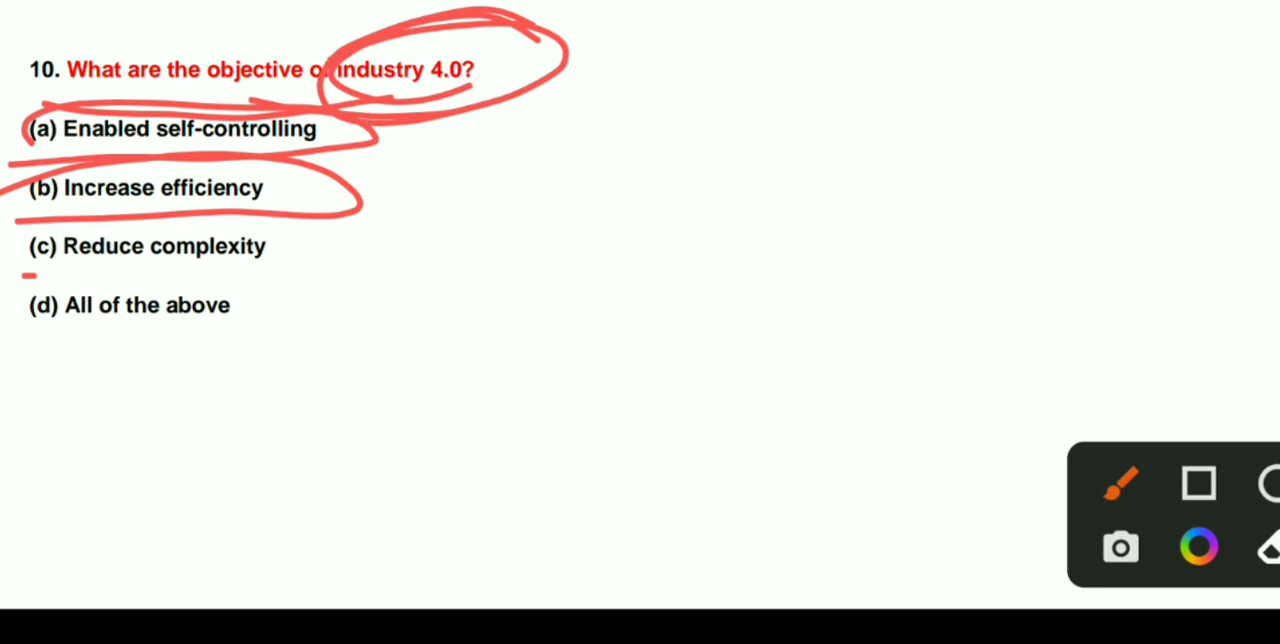 10. What are the objective of industry 4.0?
(a) Enabled self-controlling
(b) Increase efficiency
(c) Reduce complexity
(d) All of the above